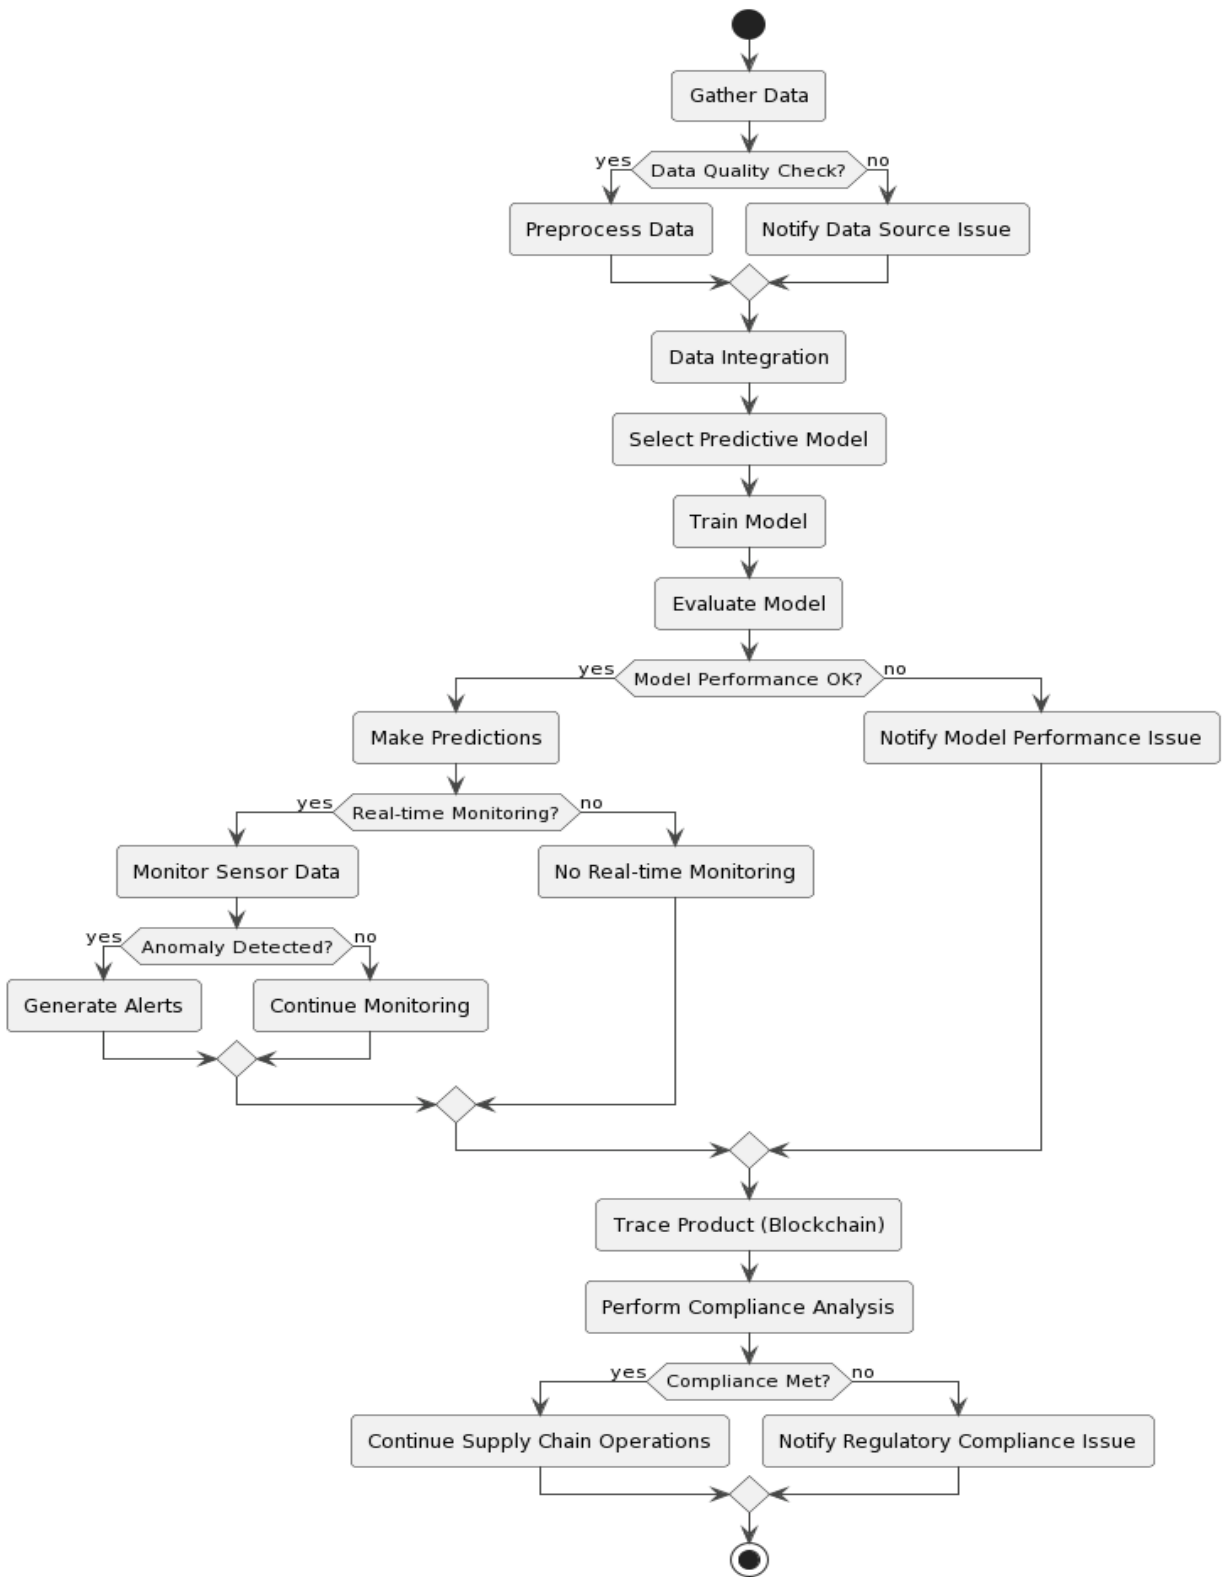 Gather Data
yes
Data Quality Check?
no
Preprocess Data
Notify Data Source Issue
Data Integration
Select Predictive Model
Train Model
Evaluate Model
yes
Model Performance OK?
no
Make Predictions
Notify Model Performance Issue
yes
Real-time Monitoring?
no
Monitor Sensor Data
No Real-time Monitoring
yes
Anomaly Detected?
no
Generate Alerts
Continue Monitoring
Trace Product (Blockchain)
Perform Compliance Analysis
yes
Compliance Met?
no
Continue Supply Chain Operations
Notify Regulatory Compliance Issue